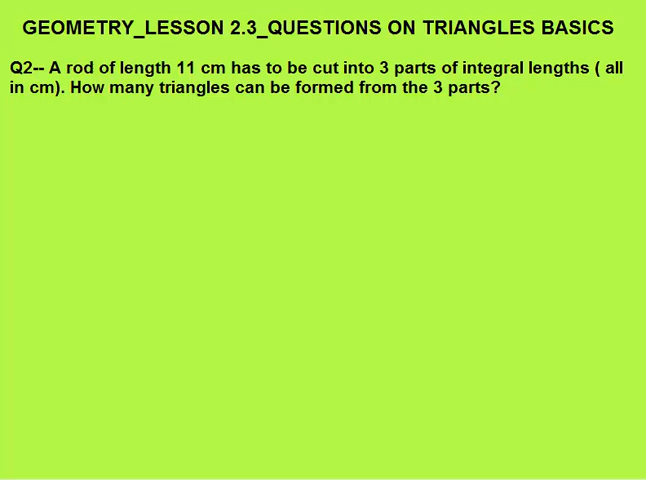 GEOMETRY_LESSON 2.3_QUESTIONS ON TRIANGLES BASICS
Q2-- A rod of length 11 cm has to be cut into 3 parts of integral lengths ( all
in cm). How many triangles can be formed from the 3 parts?